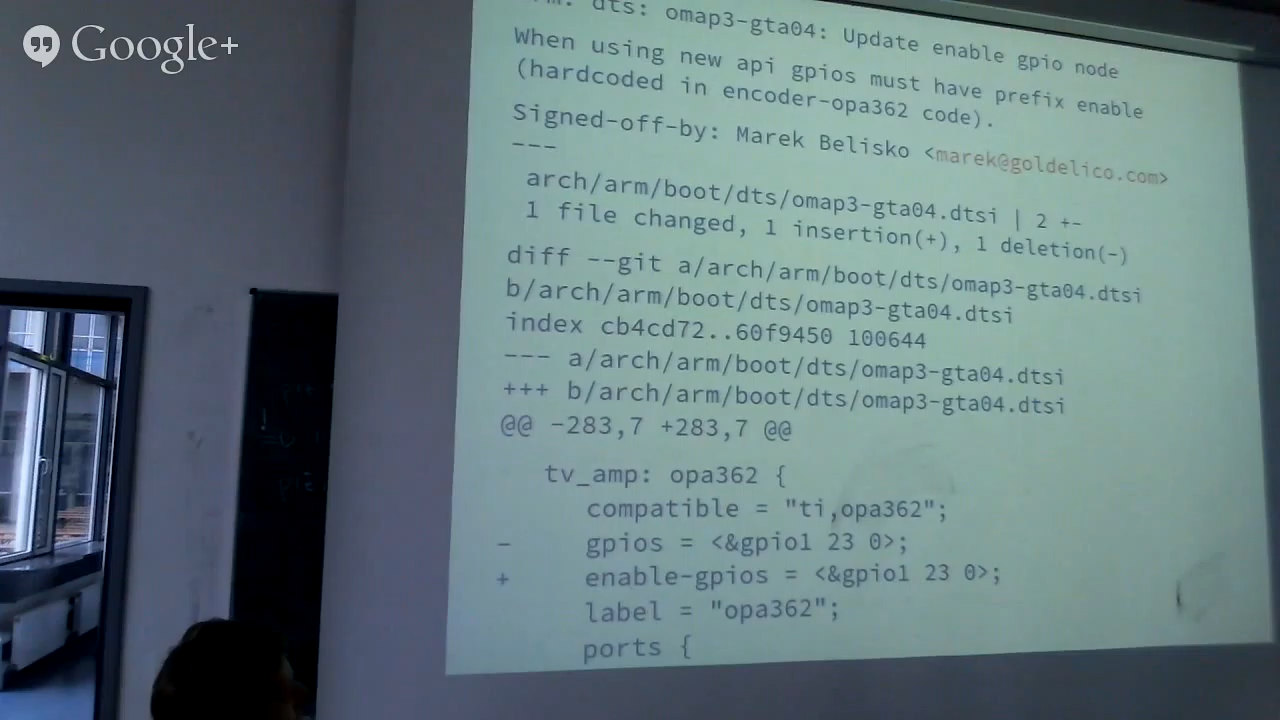 Google+
dts: omap3-gta04: Update enable gpio node
When using new api gpios must have prefix enable
(hardcoded in encoder-opa362 code).
Signed-off-by: Marek Belisko <marek@goldelico.com>
---
arch/arm/boot/dts/omap3-gta04.dtsi | 2 +-
1 file changed, 1 insertion(+), 1 deletion(-)
diff --git a/arch/arm/boot/dts/omap3-gta04.dtsi
b/arch/arm/boot/dts/omap3-gta04.dtsi
index cb4cd72..60f9450 100644
--- a/arch/arm/boot/dts/omap3-gta04.dtsi
+++ b/arch/arm/boot/dts/omap3-gta04.dtsi
@@ -283,7 +283,7 @@
tv_amp: opa362 {
compatible = "ti,opa362";
- gpios = <&gpio1 23 0>;
+ enable-gpios = <&gpio1 23 0>;
label = "opa362";
ports {